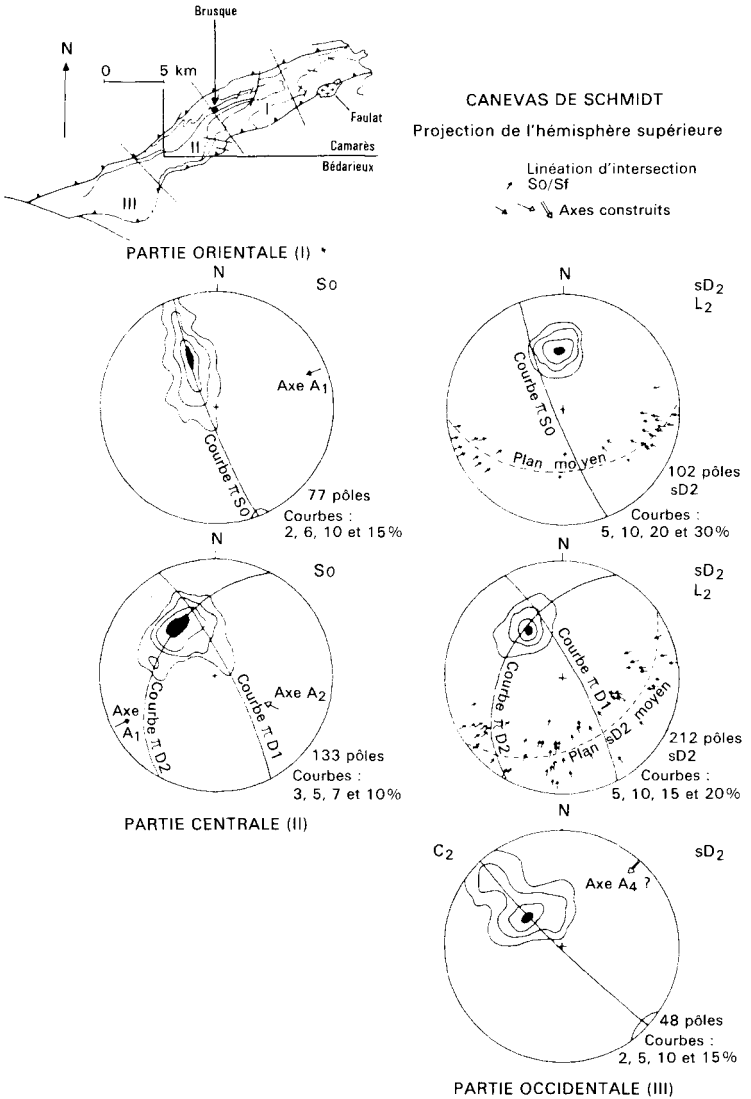 Brusque
N
0 5 km
I
Faulat
II
Camarès
Bédarieux
III
CANEVAS DE SCHMIDT
Projection de l'hémisphère supérieure
Linéation d'intersection
So/Sf
Axes construits
PARTIE ORIENTALE (I)
N
So
Axe A1
Courbe π So
77 pôles
Courbes :
2, 6, 10 et 15%
N
sD2
L2
Courbe π So
Plan moyen
102 pôles
sD2
Courbes :
5, 10, 20 et 30%
N
So
Axe A1
Courbe π D2
Courbe π D1
Axe A2
133 pôles
Courbes :
3, 5, 7 et 10%
PARTIE CENTRALE (II)
N
sD2
L2
Courbe π D2
Courbe π D1
Plan sD2 moyen
212 pôles
sD2
Courbes :
5, 10, 15 et 20%
N
C2
sD2
Axe A4 ?
48 pôles
Courbes :
2, 5, 10 et 15%
PARTIE OCCIDENTALE (III)